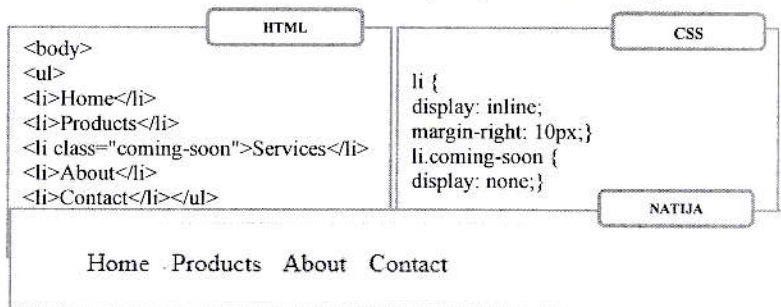 HTML
<body>
<ul>
<li>Home</li>
<li>Products</li>
<li class="coming-soon">Services</li>
<li>About</li>
<li>Contact</li></ul>
CSS
li {
display: inline;
margin-right: 10px;}
li.coming-soon {
display: none;}
NATIJA
Home Products About Contact